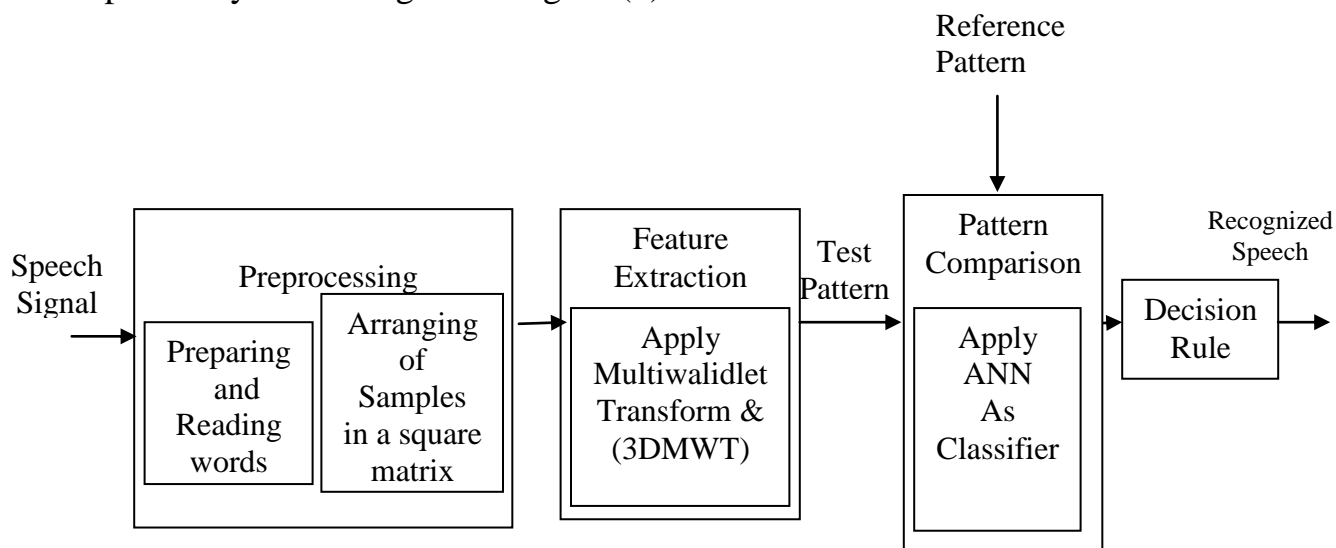 Reference
Pattern
Speech
Signal
Preprocessing
Preparing
and
Reading
words
Arranging
of
Samples
in a square
matrix
Feature
Extraction
Apply
Multiwalidlet
Transform &
(3DMWT)
Test
Pattern
Pattern
Comparison
Apply
ANN
As
Classifier
Decision
Rule
Recognized
Speech